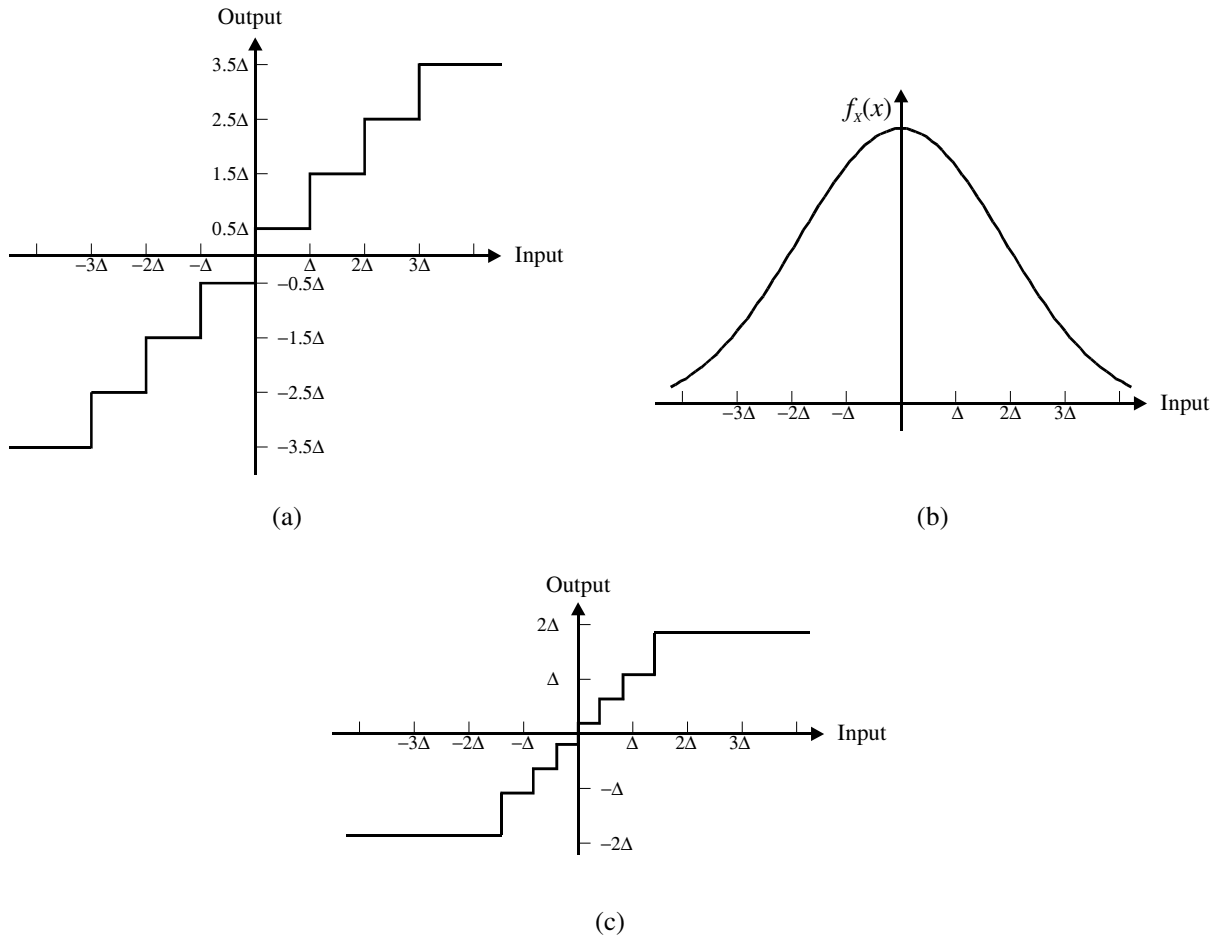 Output
3.5Δ
2.5Δ
1.5Δ
0.5Δ
−3Δ −2Δ −Δ Δ 2Δ 3Δ Input
−0.5Δ
−1.5Δ
−2.5Δ
−3.5Δ
(a)
f_X(x)
−3Δ −2Δ −Δ Δ 2Δ 3Δ Input
(b)
Output
2Δ
Δ
−3Δ −2Δ −Δ Δ 2Δ 3Δ Input
−Δ
−2Δ
(c)